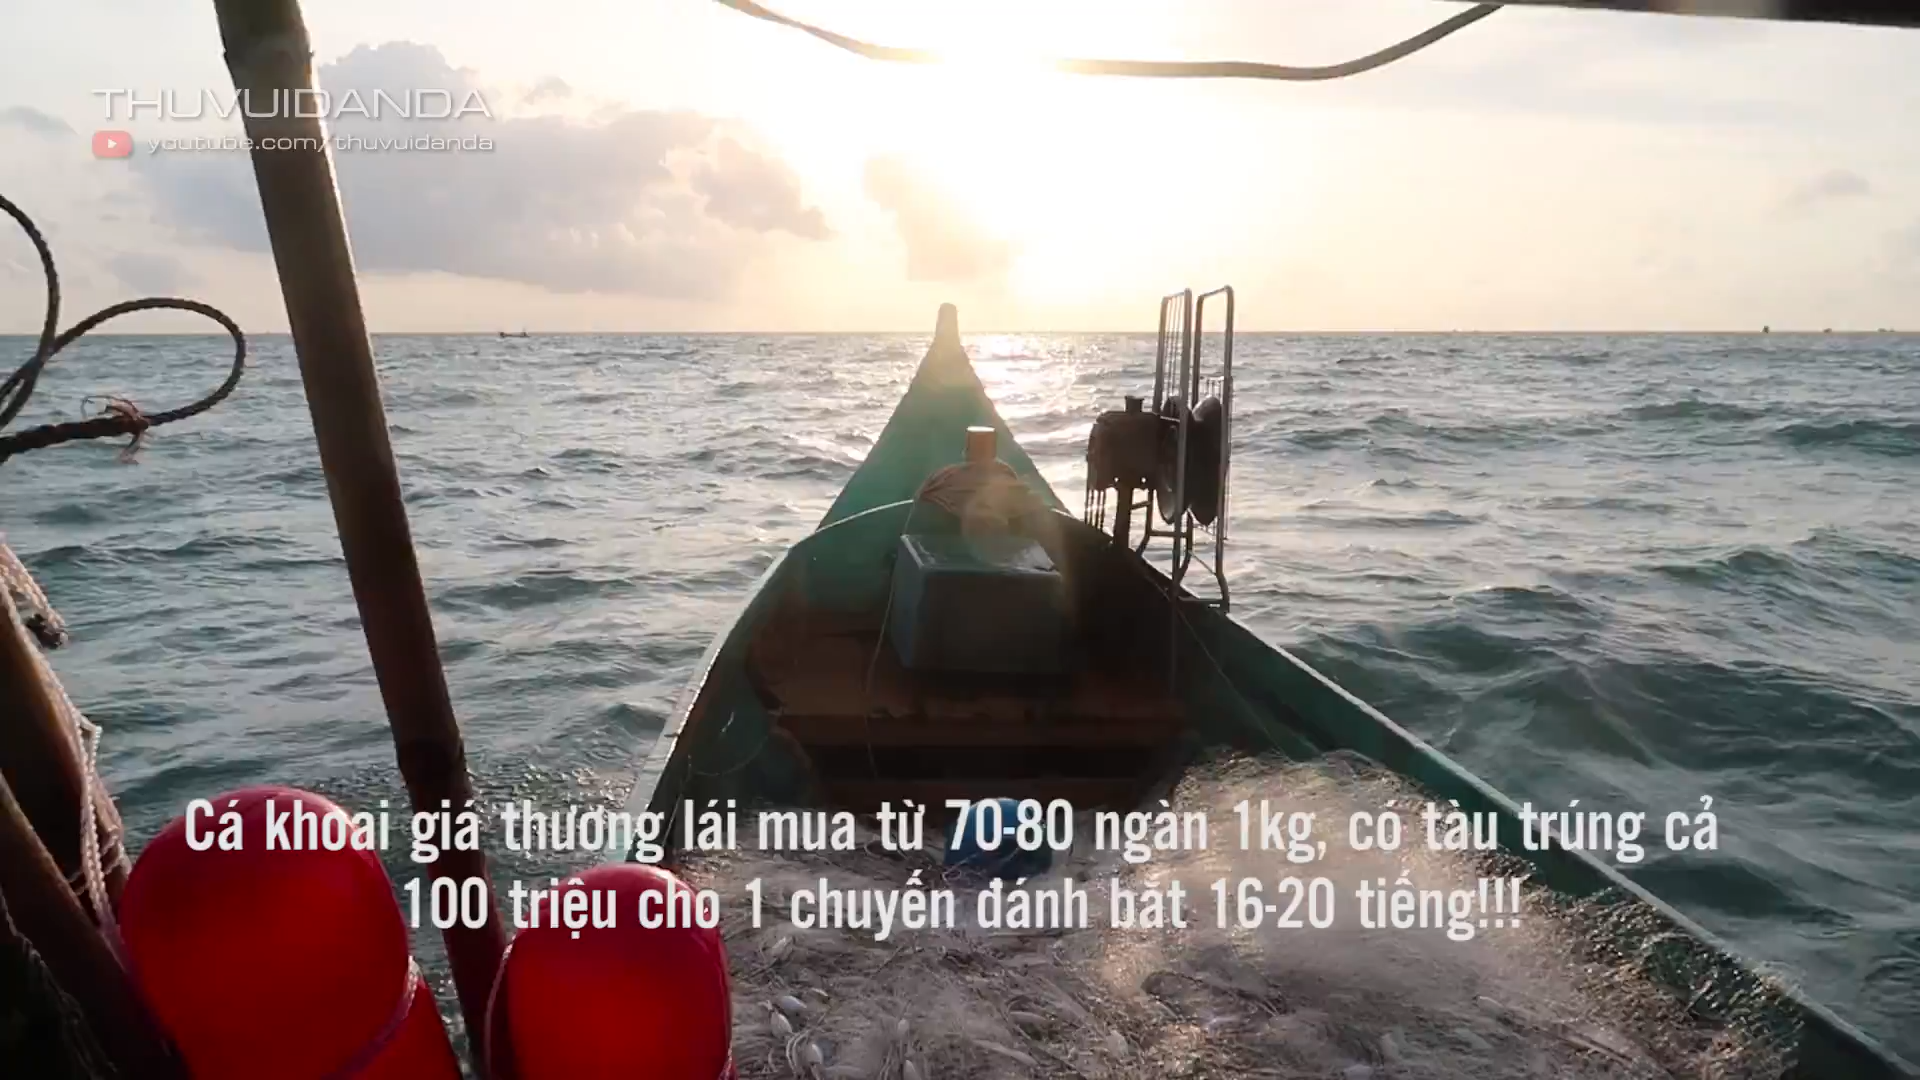 THUVUIDANDA
youtube.com/thuvuidanda
Cá khoai giá thương lái mua từ 70-80 ngàn 1kg, có tàu trúng cả
100 triệu cho 1 chuyến đánh bắt 16-20 tiếng!!!